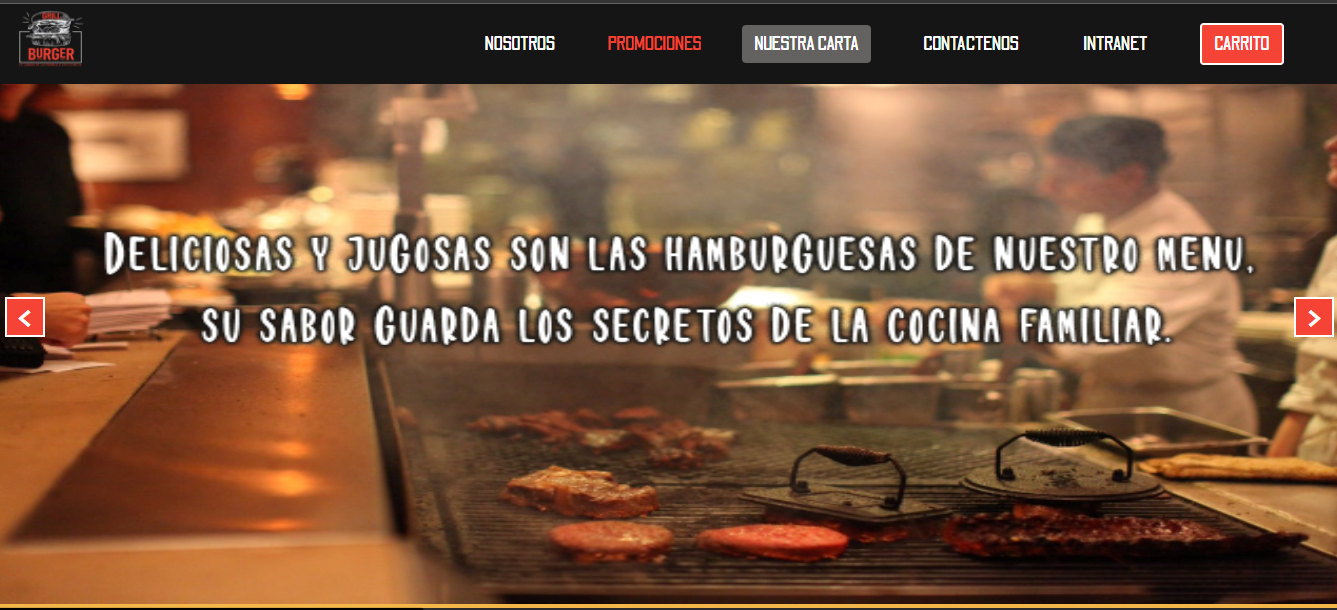 GRILL
BURGER
NOSOTROS
PROMOCIONES
NUESTRA CARTA
CONTACTENOS
INTRANET
CARRITO
DELICIOSAS Y JUGOSAS SON LAS HAMBURGUESAS DE NUESTRO MENU,
SU SABOR GUARDA LOS SECRETOS DE LA COCINA FAMILIAR.